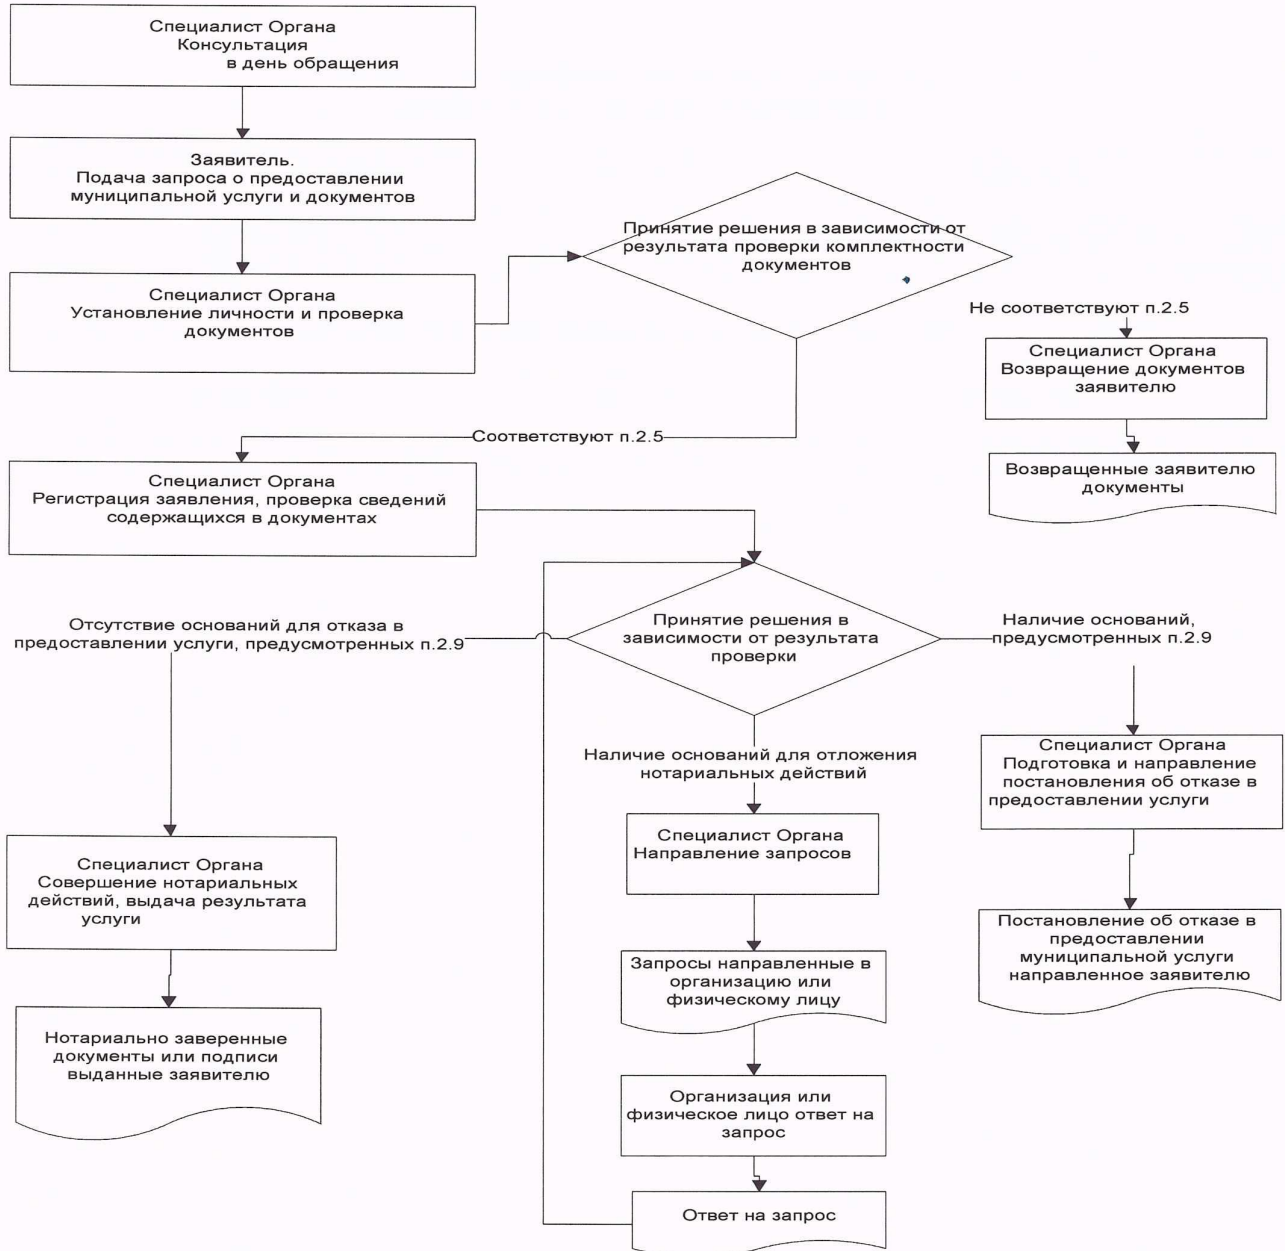 Специалист Органа
Консультация
в день обращения
Заявитель.
Подача запроса о предоставлении
муниципальной услуги и документов
Принятие решения в зависимости от
результата проверки комплектности
документов
Специалист Органа
Установление личности и проверка
документов
Не соответствуют п.2.5
Специалист Органа
Возвращение документов
заявителю
Соответствуют п.2.5
Возвращенные заявителю
документы
Специалист Органа
Регистрация заявления, проверка сведений
содержащихся в документах
Отсутствие оснований для отказа в
предоставлении услуги, предусмотренных п.2.9
Принятие решения в
зависимости от результата
проверки
Наличие оснований,
предусмотренных п.2.9
Наличие оснований для отложения
нотариальных действий
Специалист Органа
Подготовка и направление
постановления об отказе в
предоставлении услуги
Специалист Органа
Направление запросов
Специалист Органа
Совершение нотариальных
действий, выдача результата
услуги
Постановление об отказе в
предоставлении
муниципальной услуги
направленное заявителю
Запросы направленные в
организацию или
физическому лицу
Нотариально заверенные
документы или подписи
выданные заявителю
Организация или
физическое лицо ответ на
запрос
Ответ на запрос